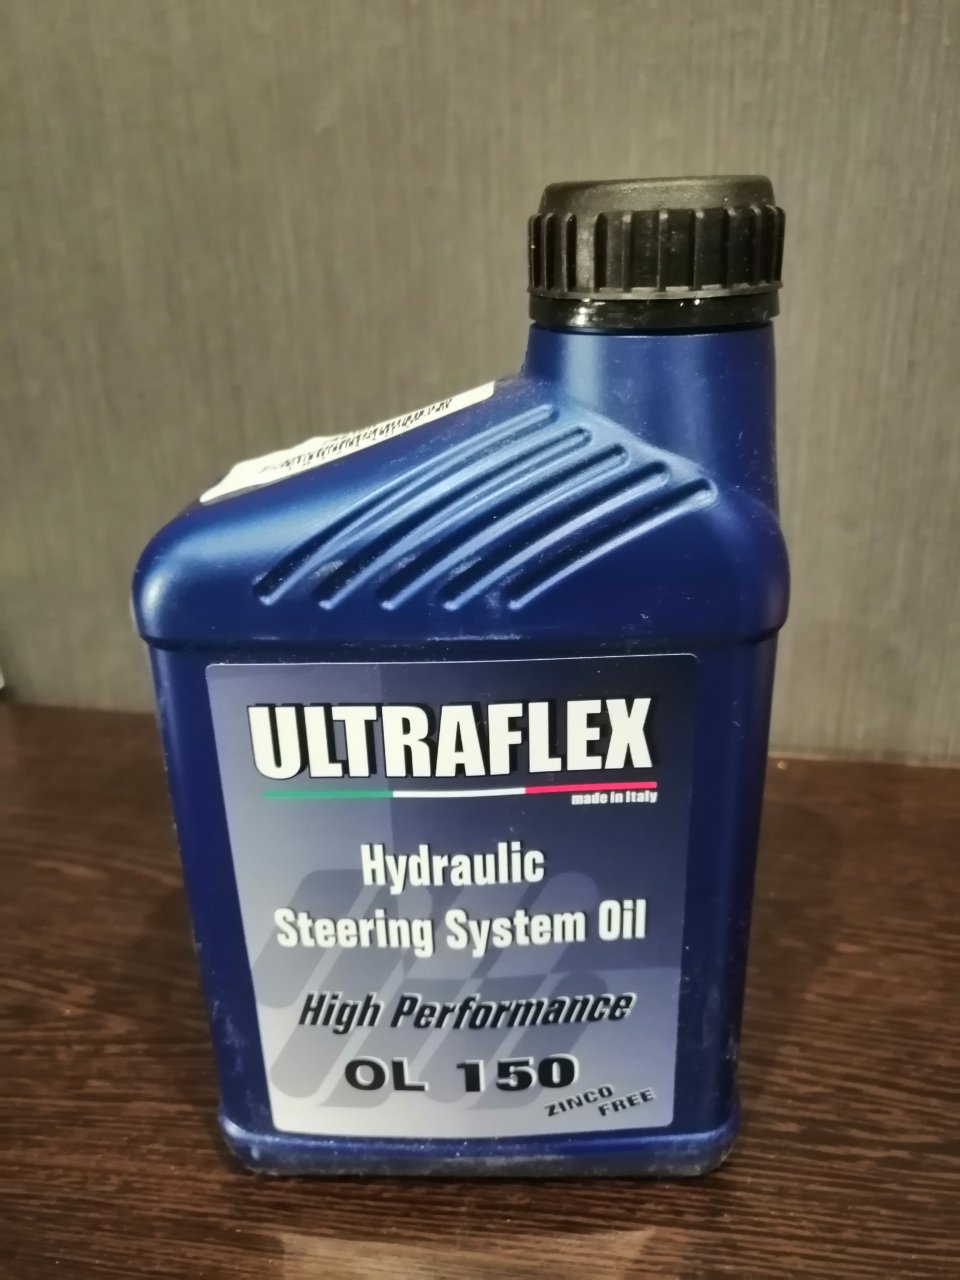 ULTRAFLEX
made in Italy
Hydraulic
Steering System Oil
High Performance
OL 150
ZINCO
FREE